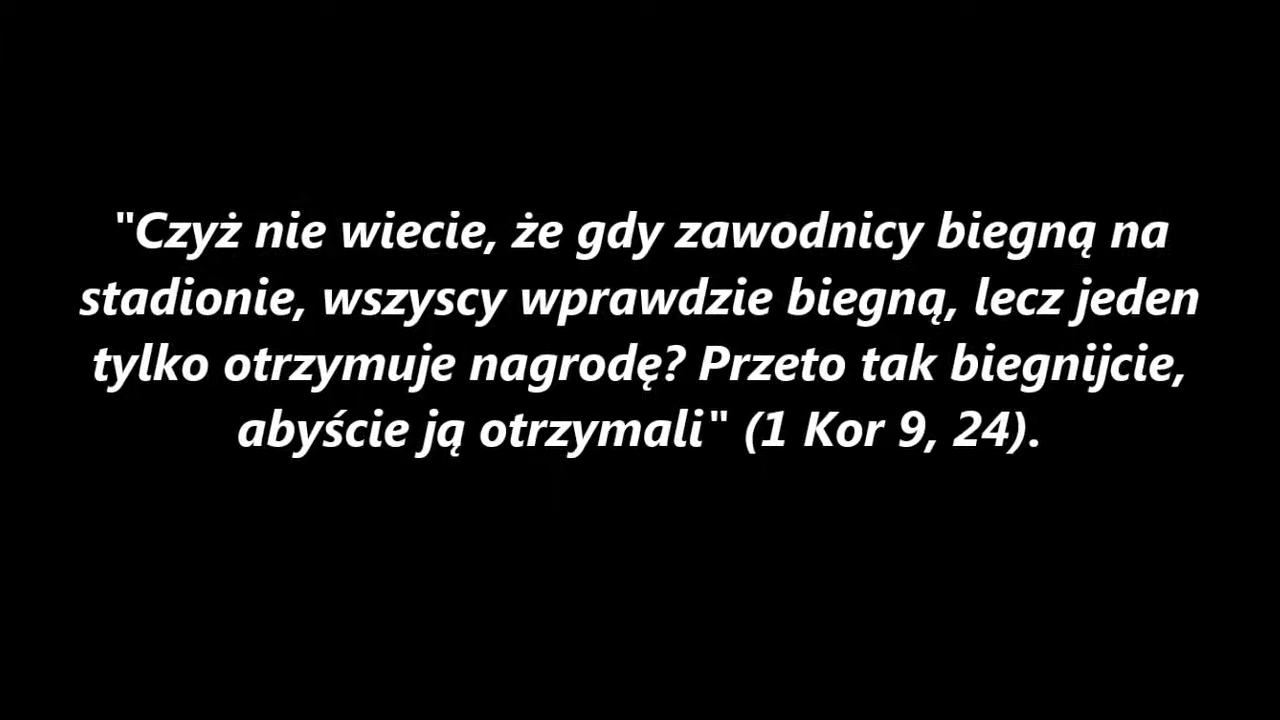 "Czyż nie wiecie, że gdy zawodnicy biegną na
stadionie, wszyscy wprawdzie biegną, lecz jeden
tylko otrzymuje nagrodę? Przeto tak biegnijcie,
abyście ją otrzymali" (1 Kor 9, 24).